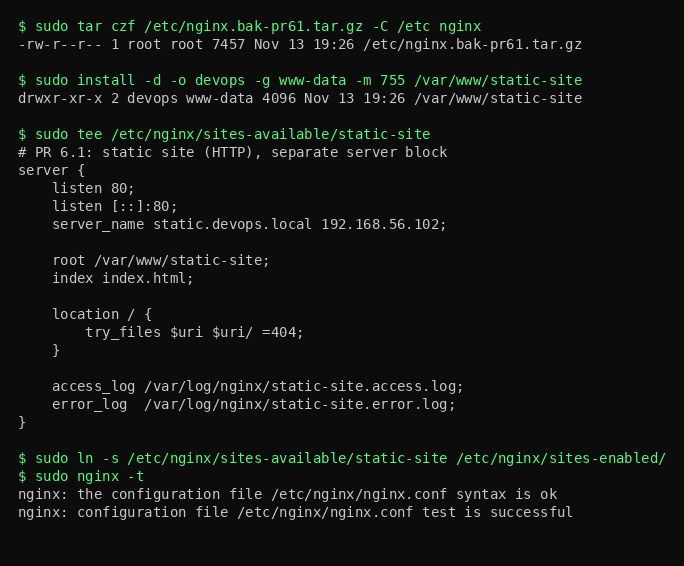 $ sudo tar czf /etc/nginx.bak-pr61.tar.gz -C /etc nginx
-rw-r--r-- 1 root root 7457 Nov 13 19:26 /etc/nginx.bak-pr61.tar.gz

$ sudo install -d -o devops -g www-data -m 755 /var/www/static-site
drwxr-xr-x 2 devops www-data 4096 Nov 13 19:26 /var/www/static-site

$ sudo tee /etc/nginx/sites-available/static-site
# PR 6.1: static site (HTTP), separate server block
server {
    listen 80;
    listen [::]:80;
    server_name static.devops.local 192.168.56.102;

    root /var/www/static-site;
    index index.html;

    location / {
        try_files $uri $uri/ =404;
    }

    access_log /var/log/nginx/static-site.access.log;
    error_log  /var/log/nginx/static-site.error.log;
}

$ sudo ln -s /etc/nginx/sites-available/static-site /etc/nginx/sites-enabled/
$ sudo nginx -t
nginx: the configuration file /etc/nginx/nginx.conf syntax is ok
nginx: configuration file /etc/nginx/nginx.conf test is successful